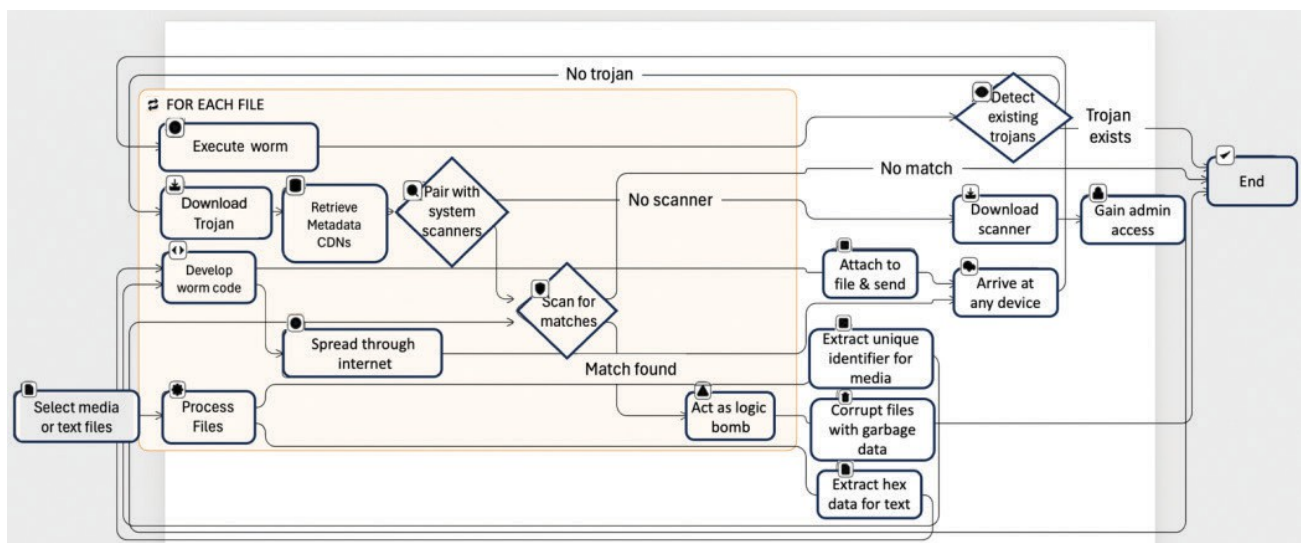 No trojan
FOR EACH FILE
Detect
existing
trojans
Trojan
exists
Execute worm
End
No match
Pair with
system
scanners
No scanner
Download
Trojan
Retrieve
Metadata
CDNs
Download
scanner
Gain admin
access
Develop
worm code
Attach to
file & send
Arrive at
any device
Scan for
matches
Spread through
internet
Extract unique
identifier for
media
Match found
Select media
or text files
Process
Files
Act as logic
bomb
Corrupt files
with garbage
data
Extract hex
data for text